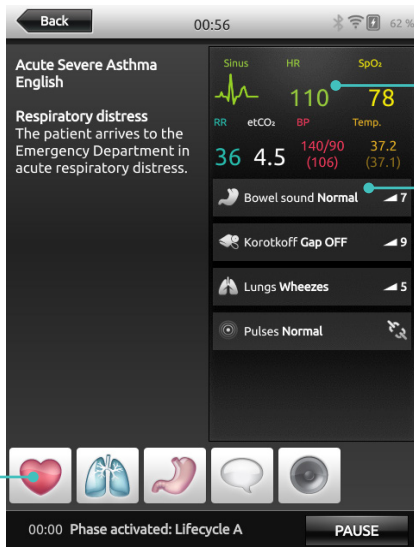 Back
00:56
62 %
Acute Severe Asthma
English
Respiratory distress
The patient arrives to the
Emergency Department in
acute respiratory distress.
Sinus HR SpO₂
110 78
RR etCO₂ BP Temp.
36 4.5 140/90 37.2
(106) (37.1)
Bowel sound Normal 7
Korotkoff Gap OFF 9
Lungs Wheezes 5
Pulses Normal
00:00 Phase activated: Lifecycle A
PAUSE